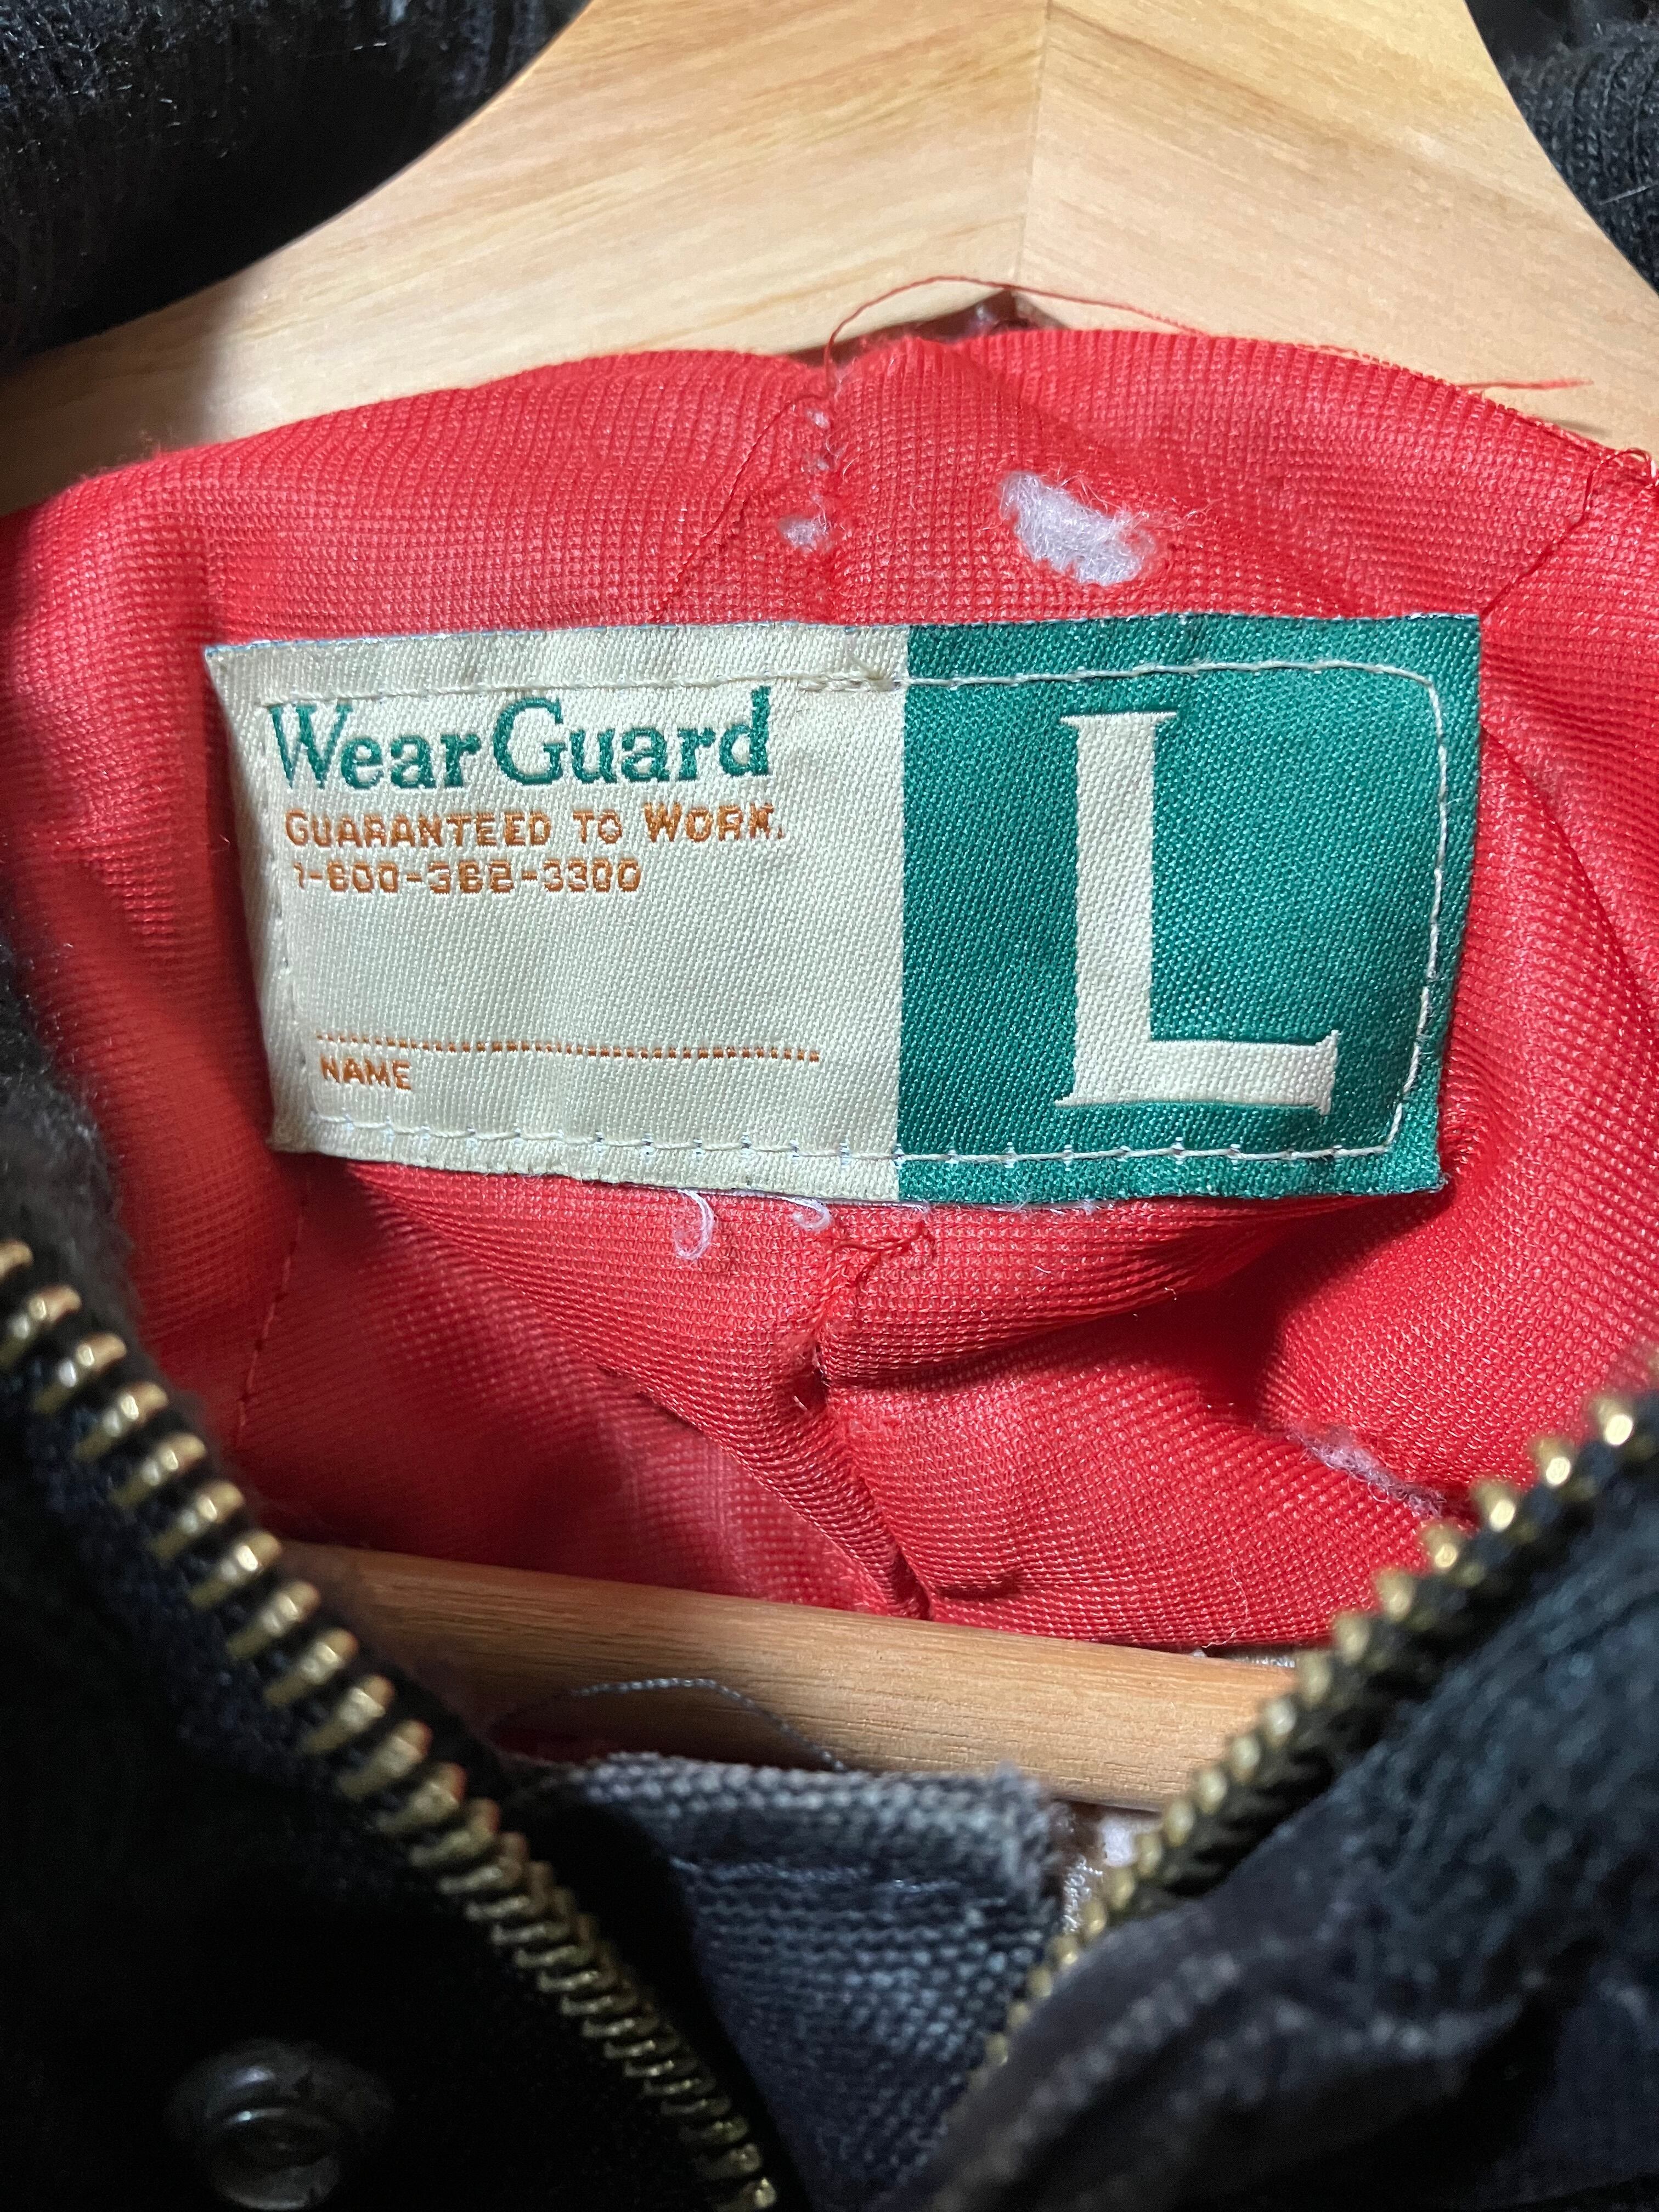 WearGuard
GUARANTEED TO WORK.
1-800-388-3300
NAME
L